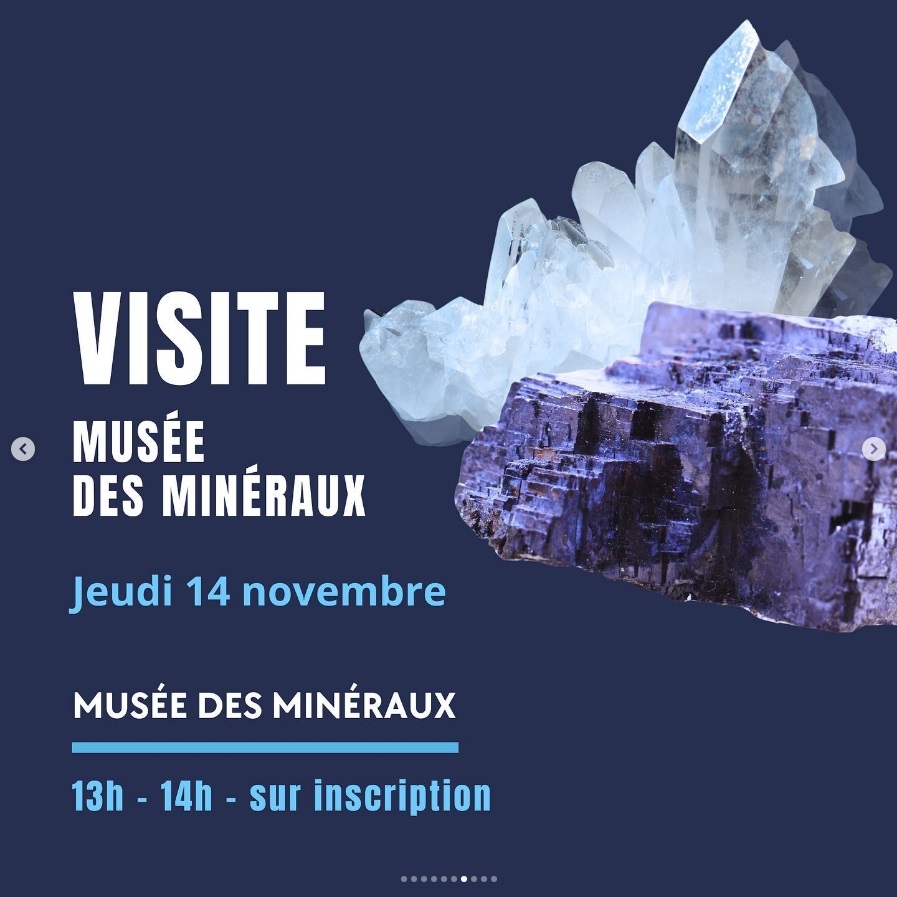 VISITE
MUSÉE
DES MINÉRAUX
Jeudi 14 novembre
MUSÉE DES MINÉRAUX
13h - 14h - sur inscription